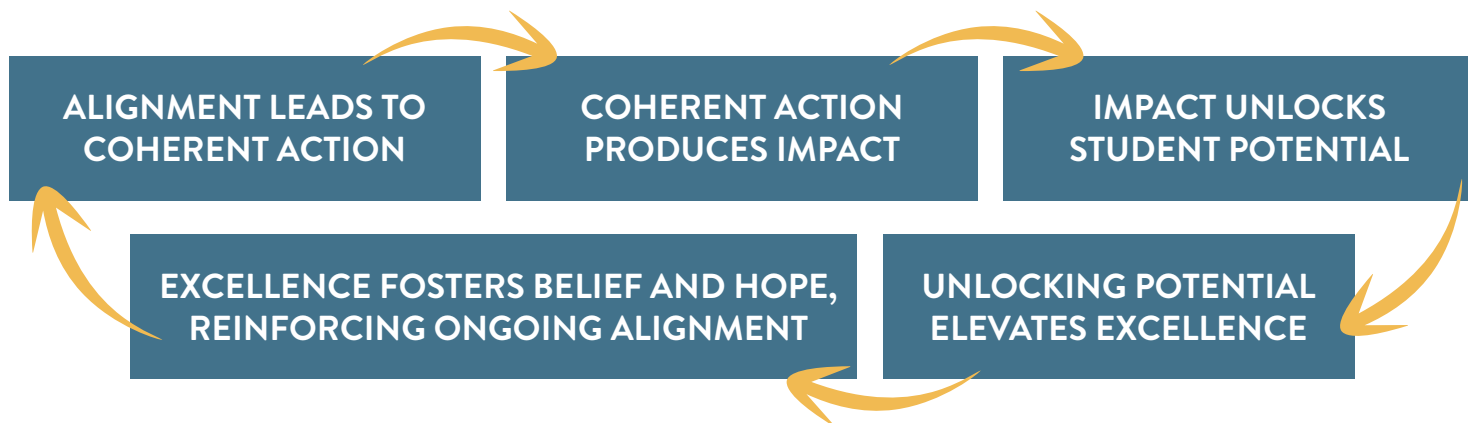 ALIGNMENT LEADS TO
COHERENT ACTION
COHERENT ACTION
PRODUCES IMPACT
IMPACT UNLOCKS
STUDENT POTENTIAL
UNLOCKING POTENTIAL
ELEVATES EXCELLENCE
EXCELLENCE FOSTERS BELIEF AND HOPE,
REINFORCING ONGOING ALIGNMENT